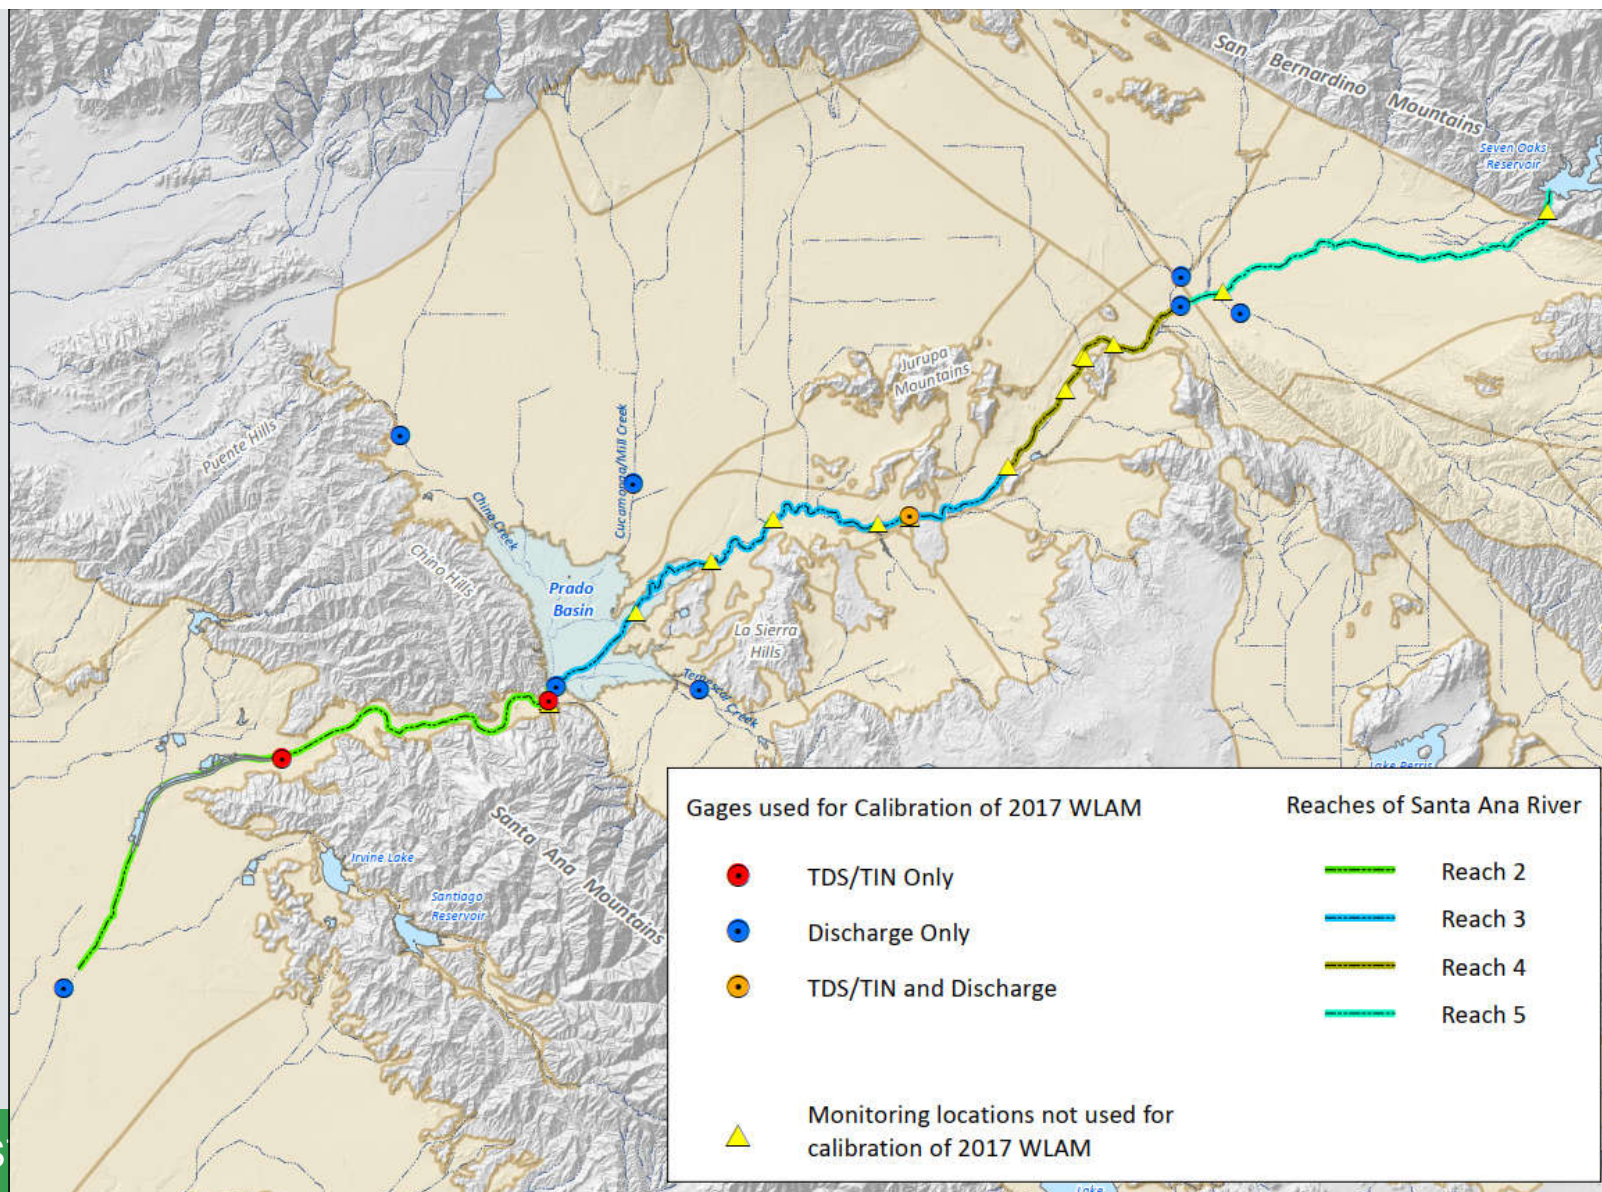 San Bernardino Mountains
Seven Oaks
Reservoir
Jurupa
Mountains
Puente Hills
Cucamonga/Mill Creek
Chino Creek
Chino Hills
Prado
Basin
La Sierra
Hills
Temescal Creek
Lake Perris
Santa Ana Mountains
Irvine Lake
Santiago
Reservoir
Gages used for Calibration of 2017 WLAM
TDS/TIN Only
Discharge Only
TDS/TIN and Discharge
Monitoring locations not used for
calibration of 2017 WLAM
Reaches of Santa Ana River
Reach 2
Reach 3
Reach 4
Reach 5
Lake
S